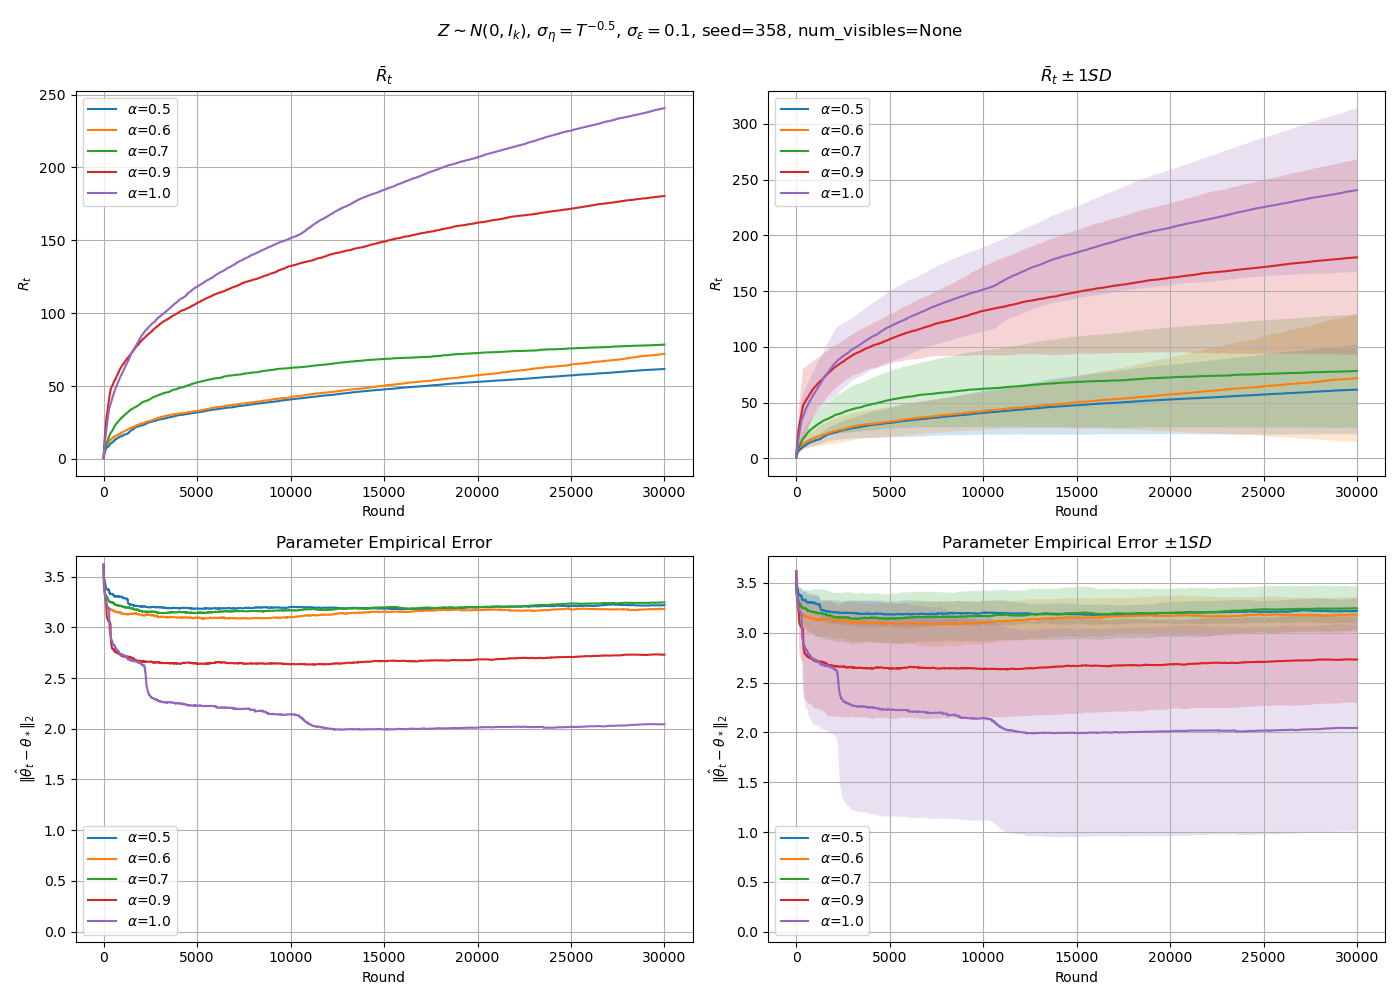 Z ~ N(0, I_k), σ_η = T^{-0.5}, σ_ε = 0.1, seed=358, num_visibles=None
R̄_t
250
200
150
100
50
0
R_t
α=0.5
α=0.6
α=0.7
α=0.9
α=1.0
0 5000 10000 15000 20000 25000 30000
Round
R̄_t ± 1SD
300
250
200
150
100
50
0
R_t
α=0.5
α=0.6
α=0.7
α=0.9
α=1.0
0 5000 10000 15000 20000 25000 30000
Round
Parameter Empirical Error
3.5
3.0
2.5
2.0
1.5
1.0
0.5
0.0
‖θ̂_t − θ_*‖_2
α=0.5
α=0.6
α=0.7
α=0.9
α=1.0
0 5000 10000 15000 20000 25000 30000
Round
Parameter Empirical Error ±1SD
3.5
3.0
2.5
2.0
1.5
1.0
0.5
0.0
‖θ̂_t − θ_*‖_2
α=0.5
α=0.6
α=0.7
α=0.9
α=1.0
0 5000 10000 15000 20000 25000 30000
Round